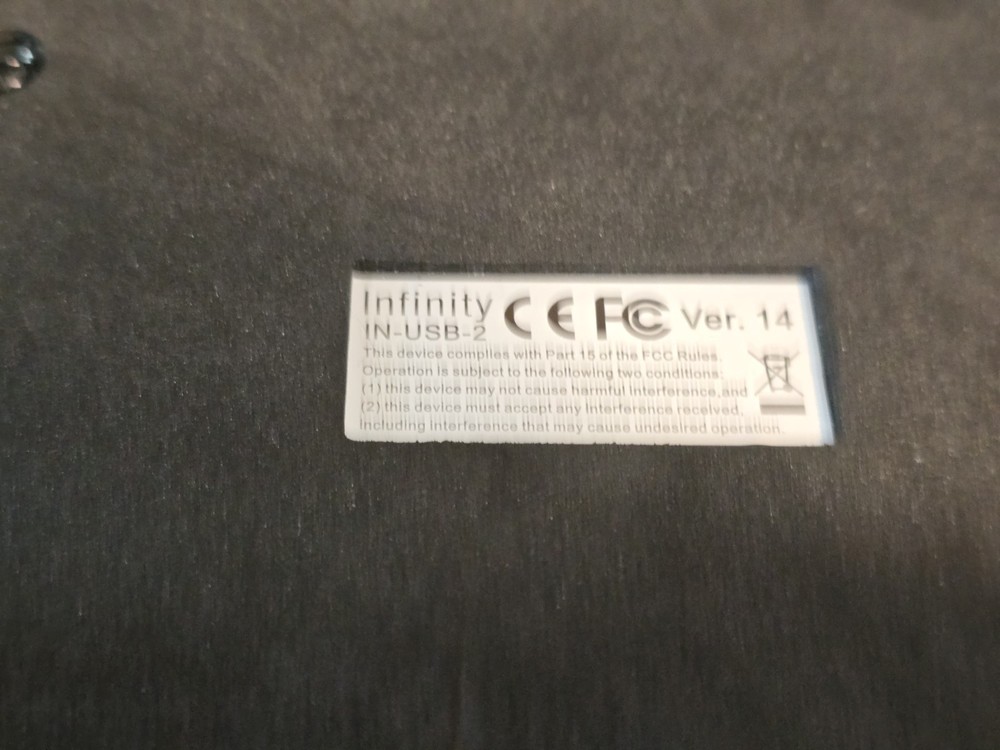 Infinity CE FC Ver. 14
IN-USB-2
This device complies with Part 15 of the FCC Rules.
Operation is subject to the following two conditions:
(1) this device may not cause harmful interference,and
(2) this device must accept any interference received,
including interference that may cause undesired operation.